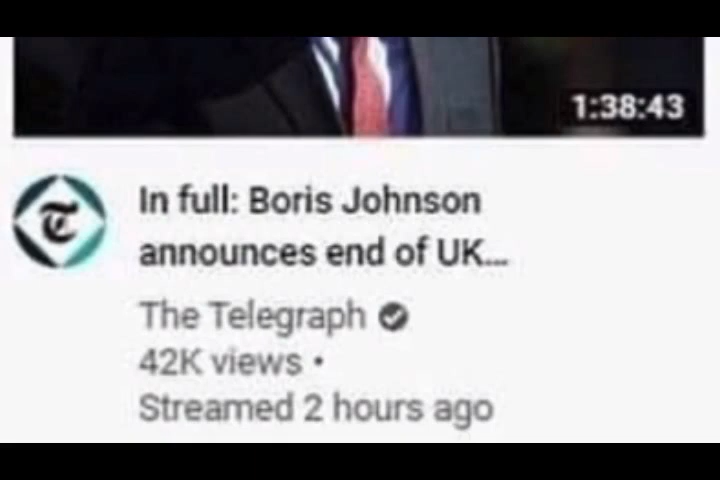 1:38:43
In full: Boris Johnson
announces end of UK...
The Telegraph
42K views •
Streamed 2 hours ago